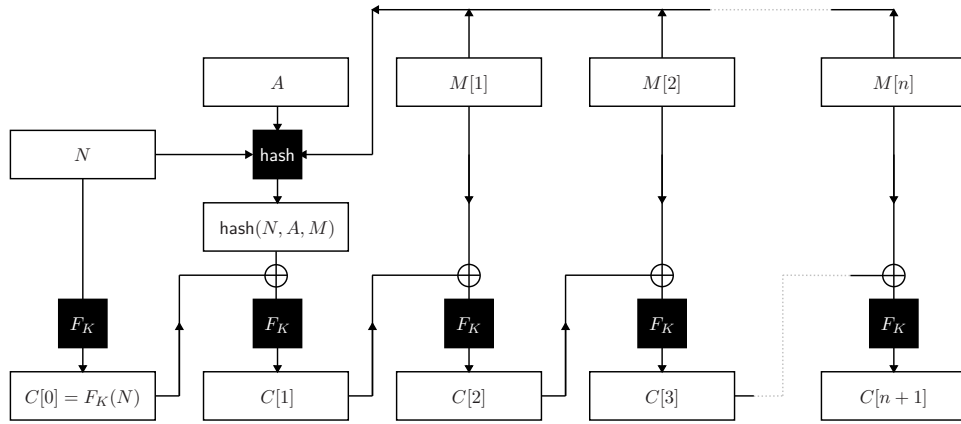 A
M[1]
M[2]
M[n]
N
hash
hash(N, A, M)
F_K
F_K
F_K
F_K
F_K
C[0] = F_K(N)
C[1]
C[2]
C[3]
C[n + 1]